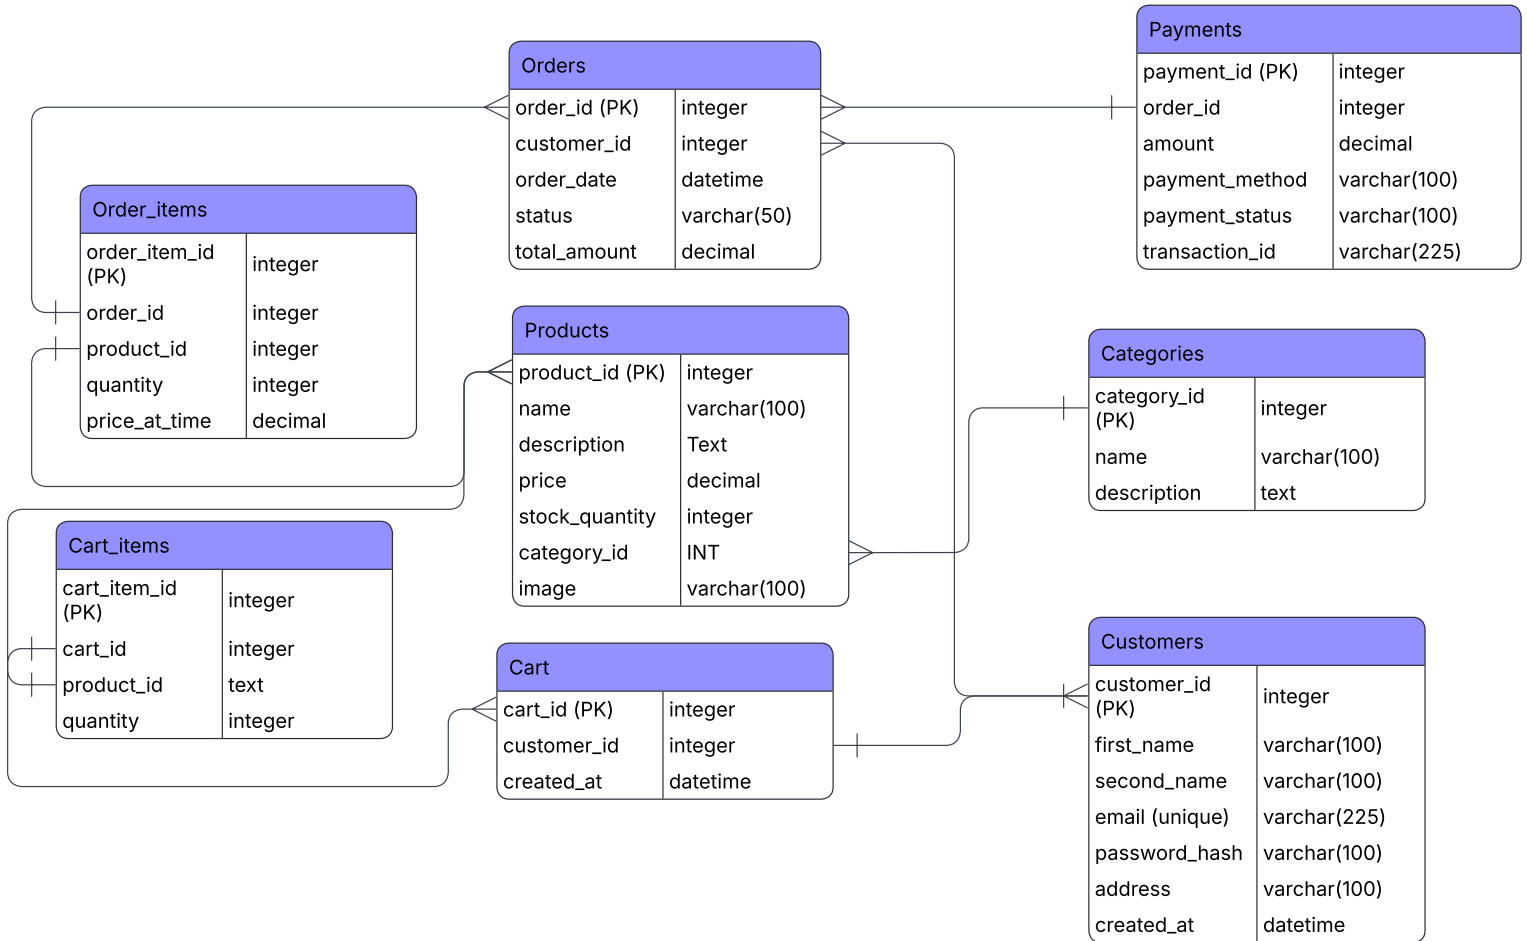 Payments
payment_id (PK) integer
order_id integer
amount decimal
payment_method varchar(100)
payment_status varchar(100)
transaction_id varchar(225)
Orders
order_id (PK) integer
customer_id integer
order_date datetime
status varchar(50)
total_amount decimal
Order_items
order_item_id
(PK) integer
order_id integer
product_id integer
quantity integer
price_at_time decimal
Products
product_id (PK) integer
name varchar(100)
description Text
price decimal
stock_quantity integer
category_id INT
image varchar(100)
Categories
category_id
(PK) integer
name varchar(100)
description text
Cart_items
cart_item_id
(PK) integer
cart_id integer
product_id text
quantity integer
Cart
cart_id (PK) integer
customer_id integer
created_at datetime
Customers
customer_id
(PK) integer
first_name varchar(100)
second_name varchar(100)
email (unique) varchar(225)
password_hash varchar(100)
address varchar(100)
created_at datetime